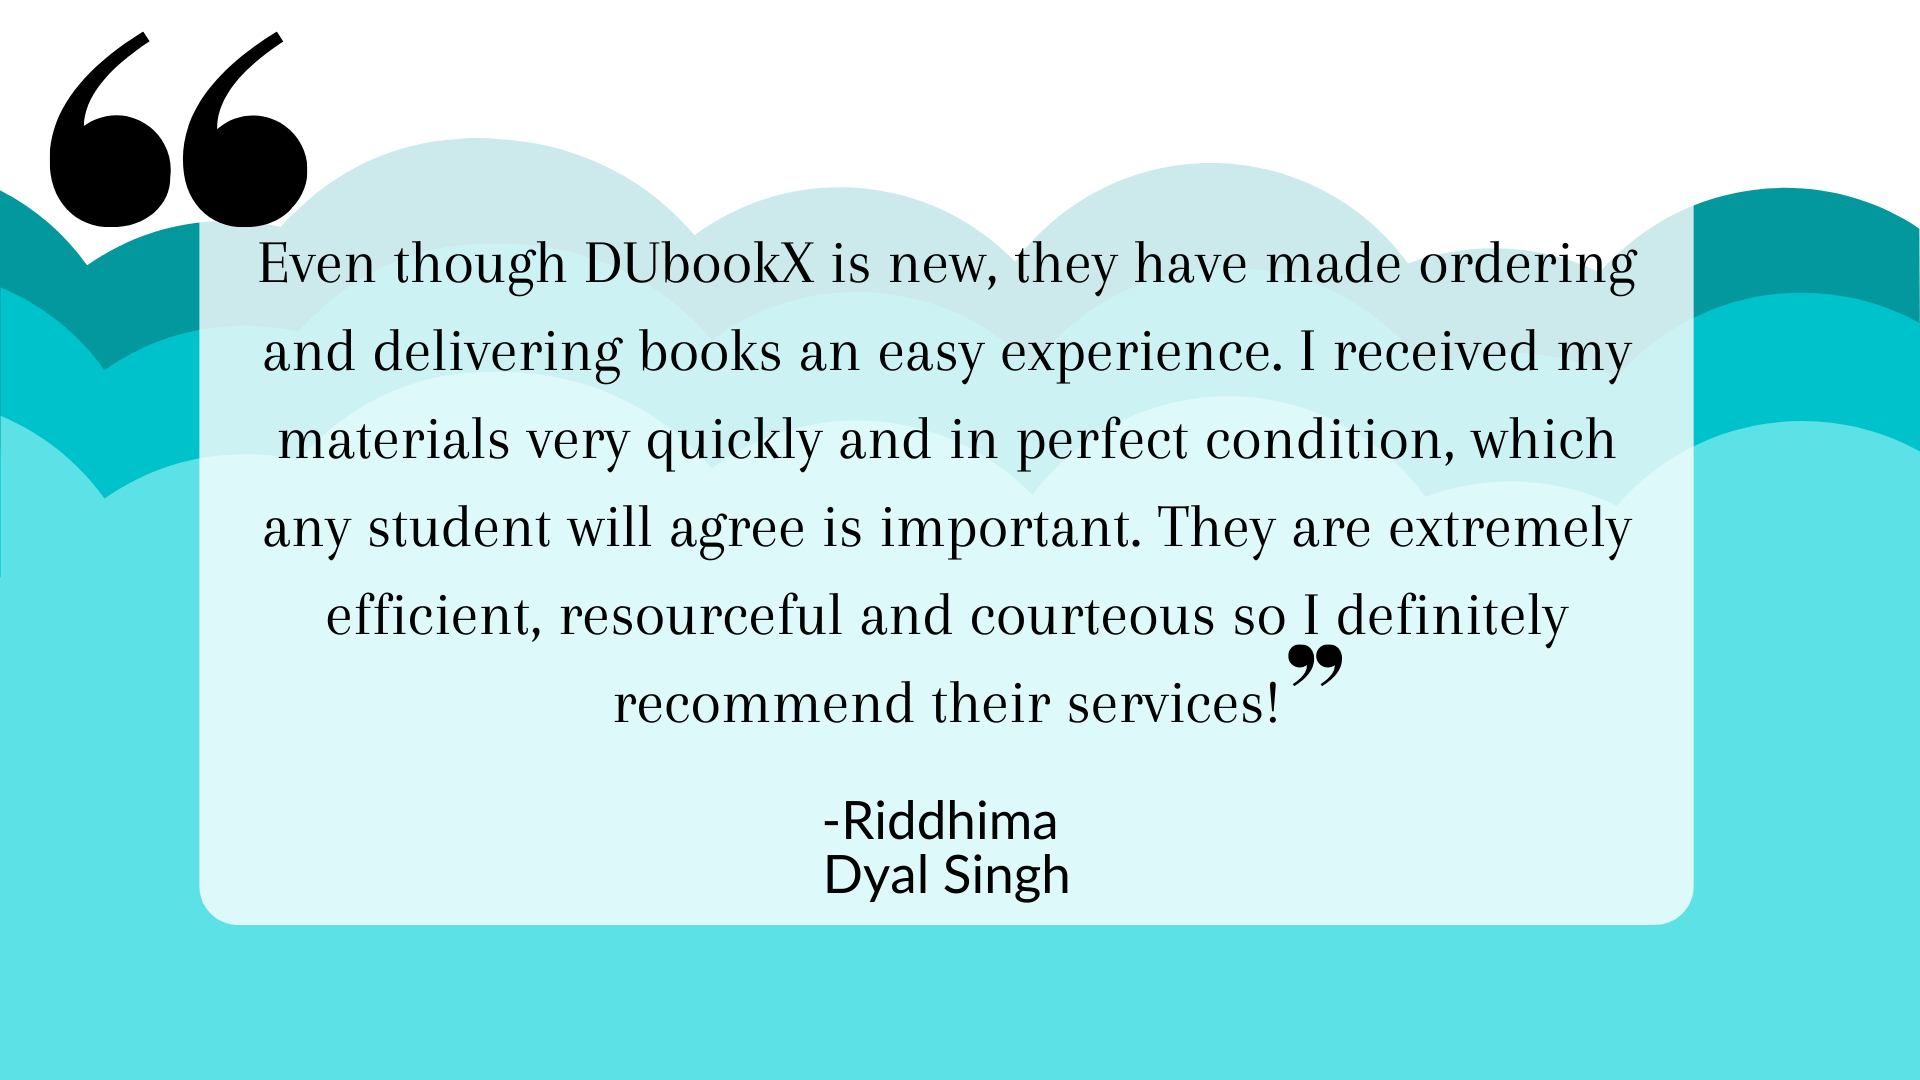 “
Even though DUbookX is new, they have made ordering
and delivering books an easy experience. I received my
materials very quickly and in perfect condition, which
any student will agree is important. They are extremely
efficient, resourceful and courteous so I definitely
recommend their services!”
-Riddhima
Dyal Singh